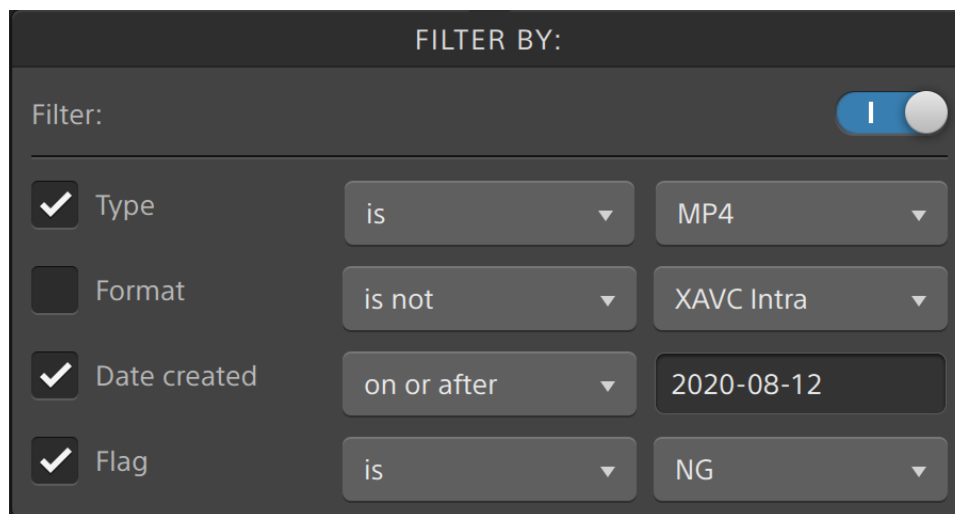 FILTER BY:
Filter:
Type is MP4
Format is not XAVC Intra
Date created on or after 2020-08-12
Flag is NG